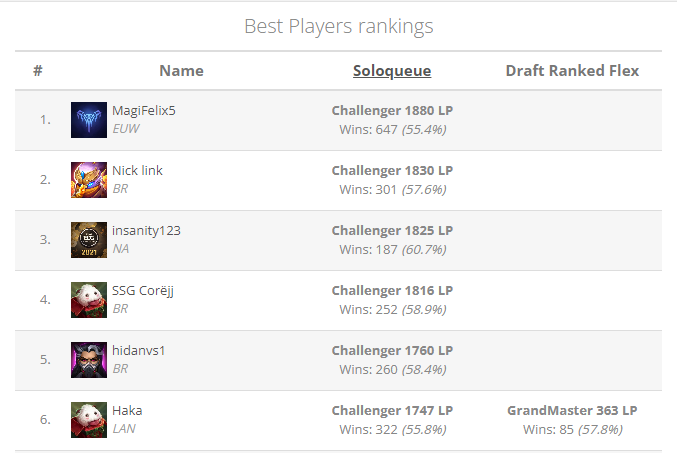 Best Players rankings
# Name Soloqueue Draft Ranked Flex
1. MagiFelix5 Challenger 1880 LP
EUW Wins: 647 (55.4%)
2. Nick link Challenger 1830 LP
BR Wins: 301 (57.6%)
3. insanity123 Challenger 1825 LP
2021 NA Wins: 187 (60.7%)
4. SSG Corëjj Challenger 1816 LP
BR Wins: 252 (58.9%)
5. hidanvs1 Challenger 1760 LP
BR Wins: 260 (58.4%)
6. Haka Challenger 1747 LP GrandMaster 363 LP
LAN Wins: 322 (55.8%) Wins: 85 (57.8%)